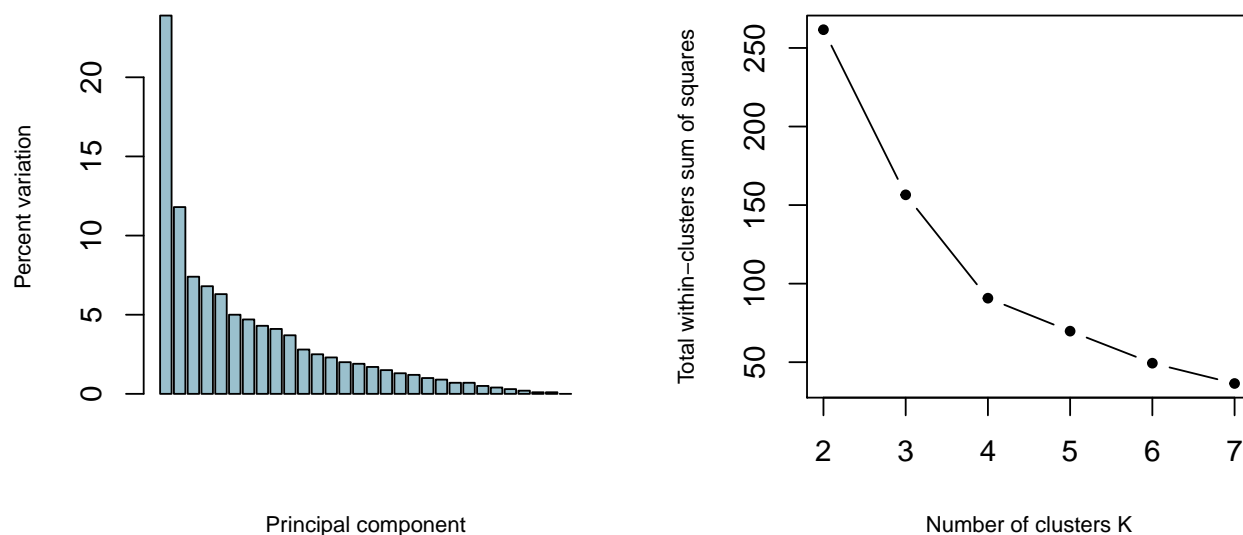 Percent variation
20
15
10
5
0
Principal component
Total within−clusters sum of squares
250
200
150
100
50
2 3 4 5 6 7
Number of clusters K